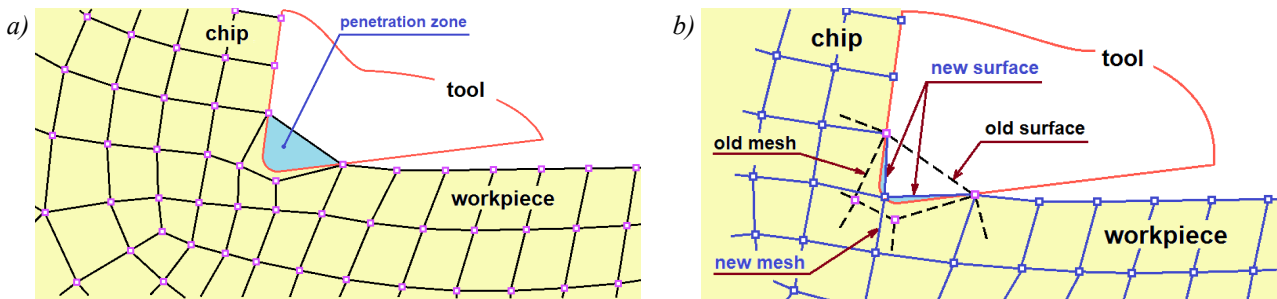 a)
chip
penetration zone
tool
workpiece
b)
chip
new surface
tool
old mesh
old surface
new mesh
workpiece